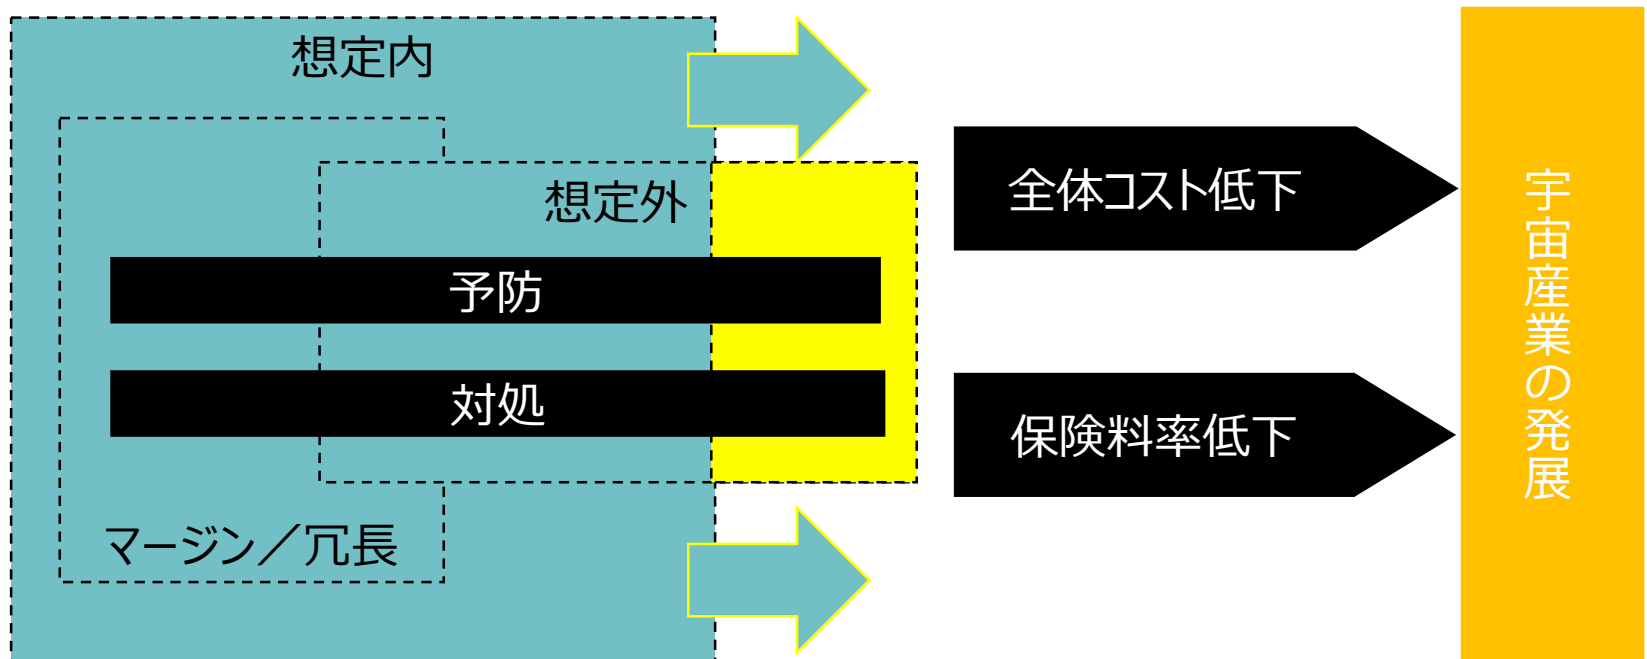 想定内
想定外
予防
対処
マージン／冗長
全体コスト低下
保険料率低下
宇宙産業の発展